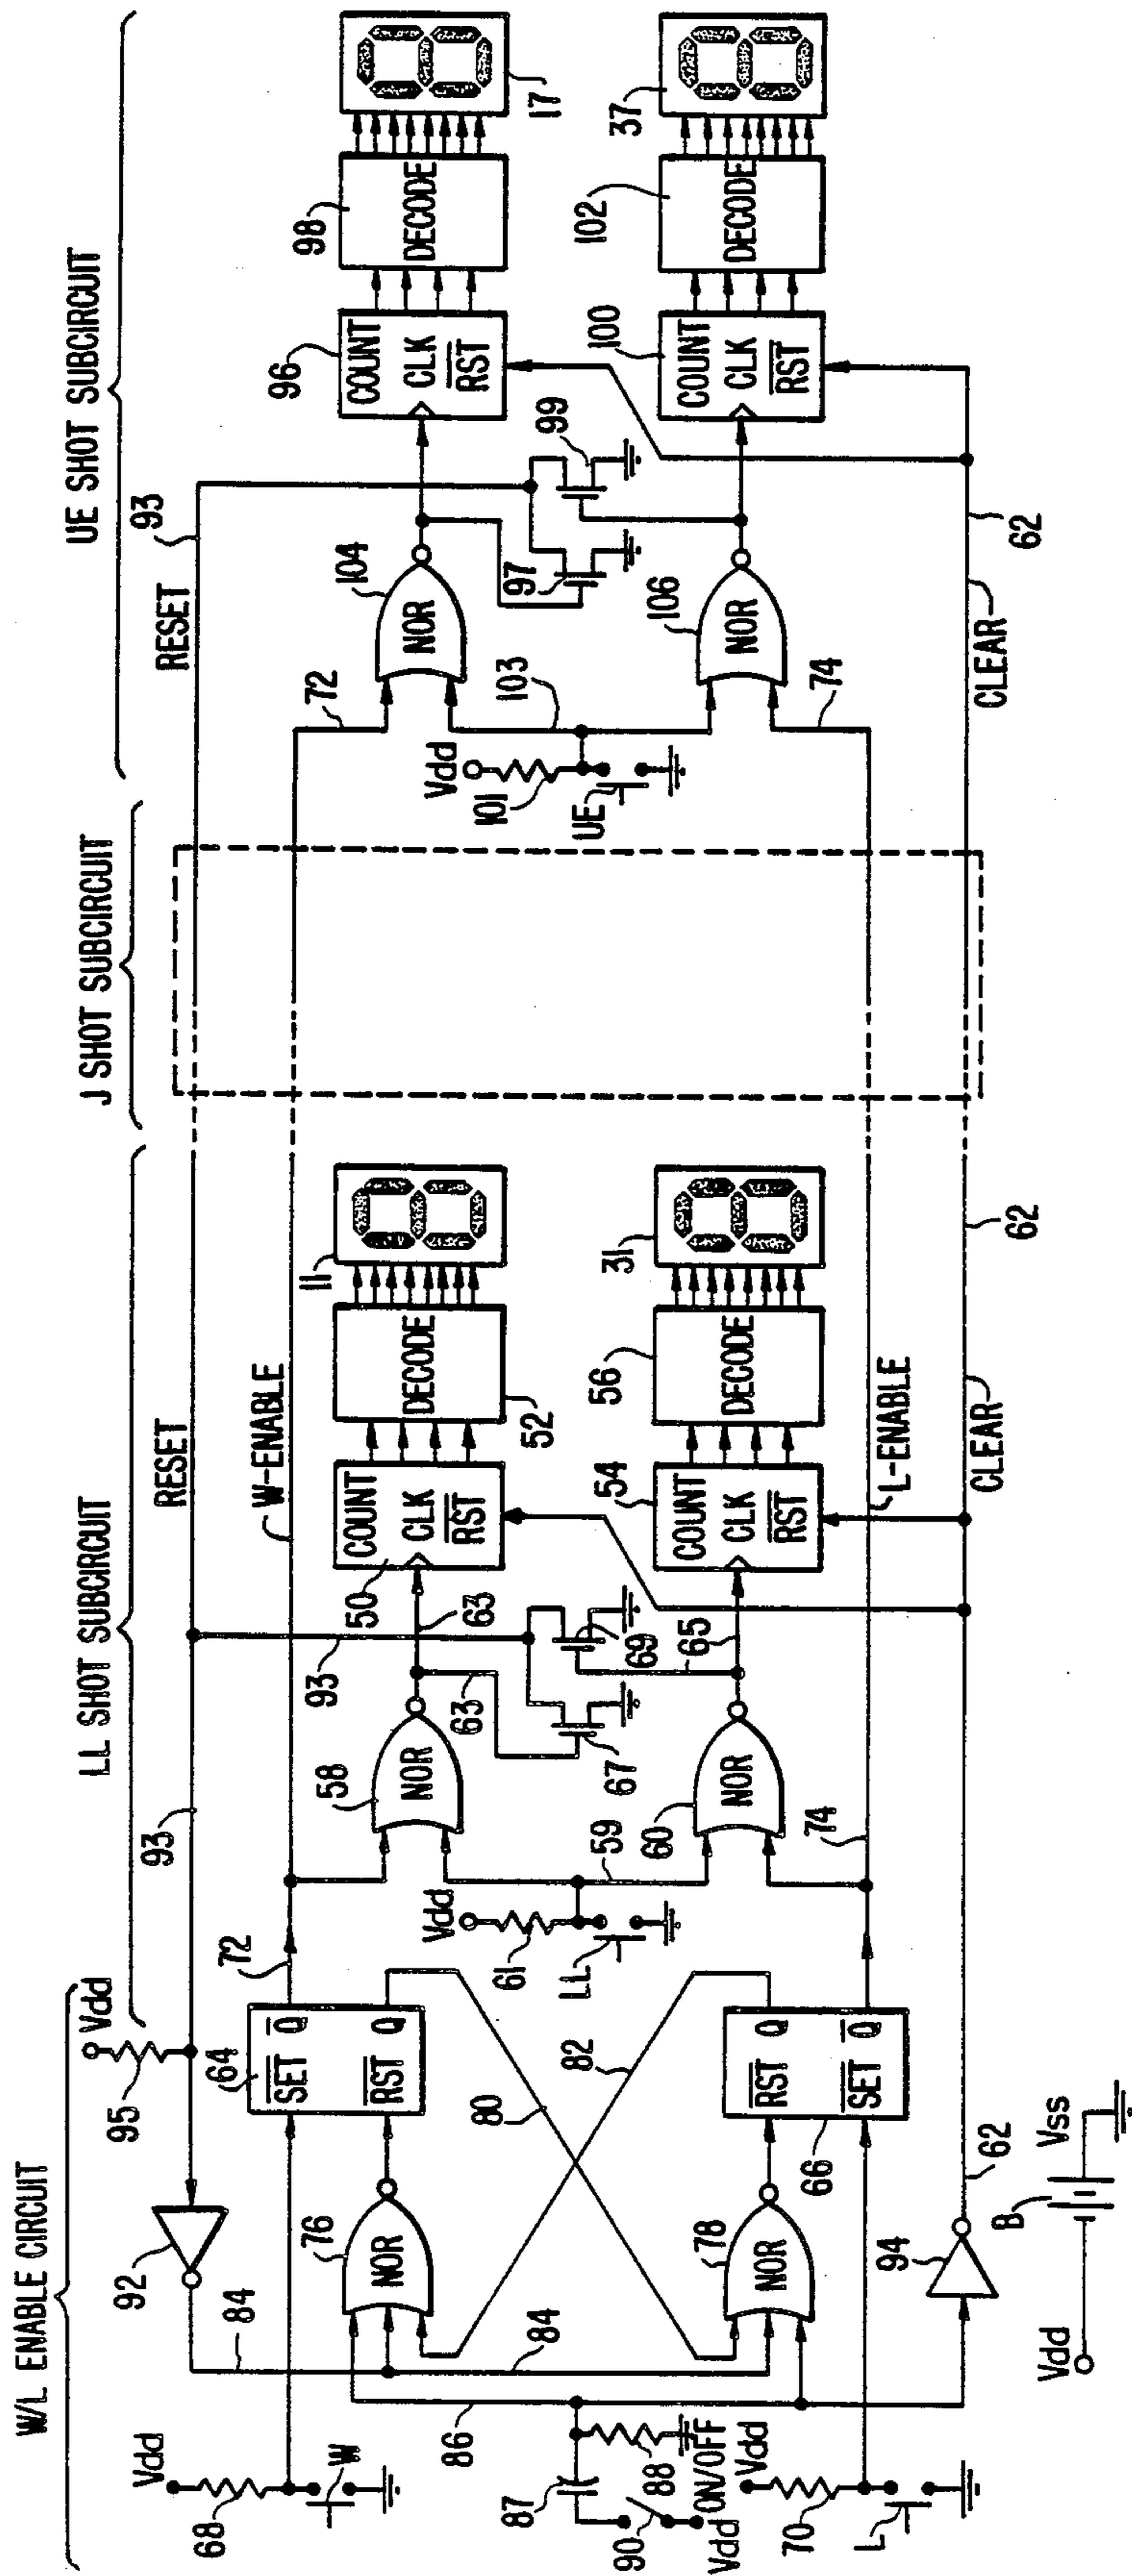 W/L ENABLE CIRCUIT
LL SHOT SUBCIRCUIT
J SHOT SUBCIRCUIT
UE SHOT SUBCIRCUIT
Vdd
68
W
92
84
95
Vdd
93
RESET
93
RESET
64
SET
Q
RST
Q
72
W-ENABLE
72
76
NOR
86
84
80
82
87
88
90
ON/OFF
Vdd
Vdd
70
L
78
NOR
RST
Q
SET
Q
66
94
62
B
Vdd
Vss
58
NOR
63
63
93
50
COUNT
CLK
RST
DECODE
52
11
Vdd
61
LL
59
67
69
65
60
NOR
74
54
COUNT
CLK
RST
DECODE
56
31
L-ENABLE
CLEAR
62
104
NOR
97
99
96
COUNT
CLK
RST
98
DECODE
17
Vdd
101
UE
103
106
NOR
74
100
COUNT
CLK
RST
102
DECODE
37
CLEAR
62